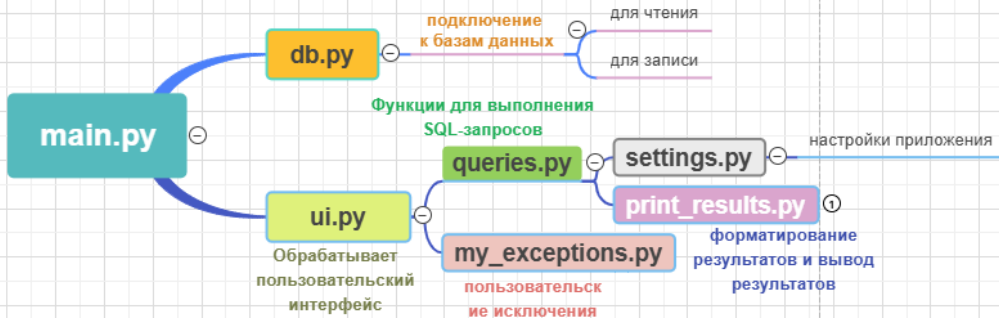 main.py
db.py
подключение
к базам данных
для чтения
для записи
ui.py
Обрабатывает
пользовательский
интерфейс
Функции для выполнения
SQL-запросов
queries.py
settings.py
настройки приложения
print_results.py
1
форматирование
результатов и вывод
результатов
my_exceptions.py
пользовательск
ие исключения